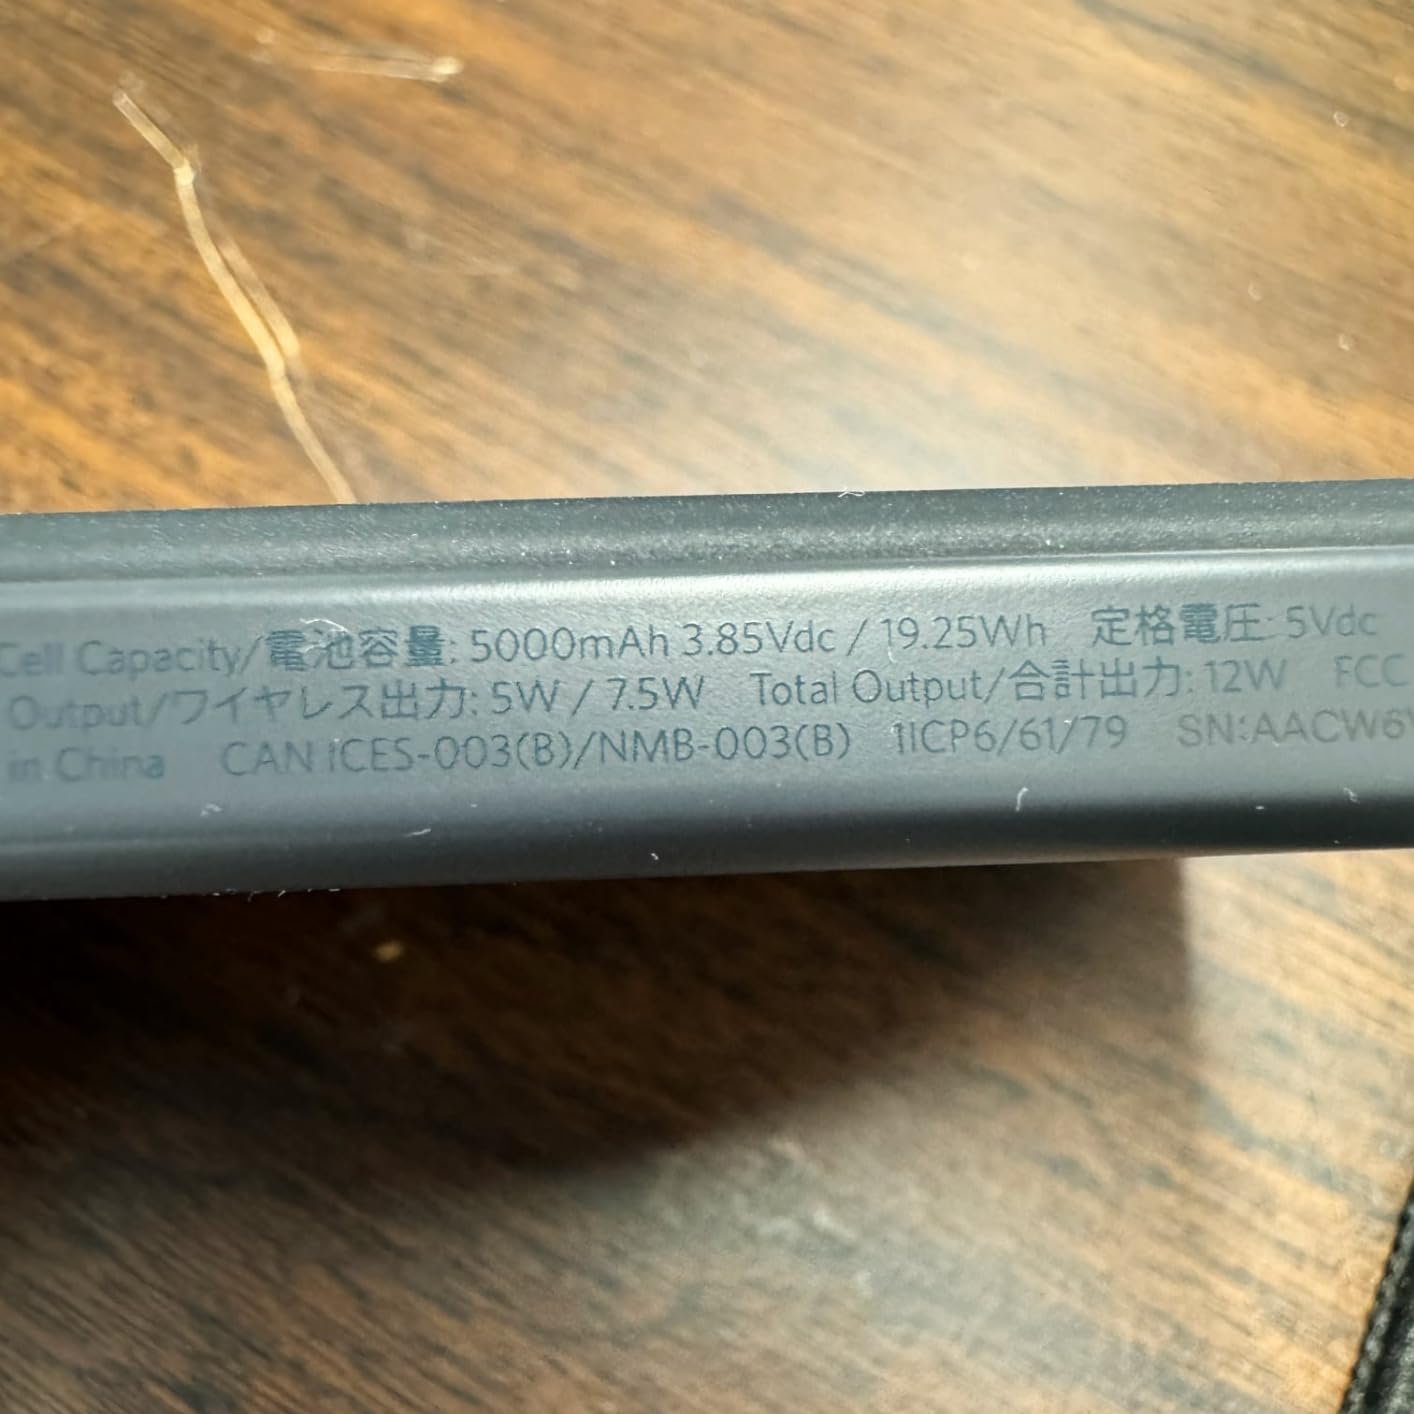 Cell Capacity/電池容量: 5000mAh 3.85Vdc / 19.25Wh 定格電圧: 5Vdc
Output/ワイヤレス出力: 5W / 7.5W Total Output/合計出力: 12W FCC
in China CAN ICES-003(B)/NMB-003(B) 1ICP6/61/79 SN:AACW6